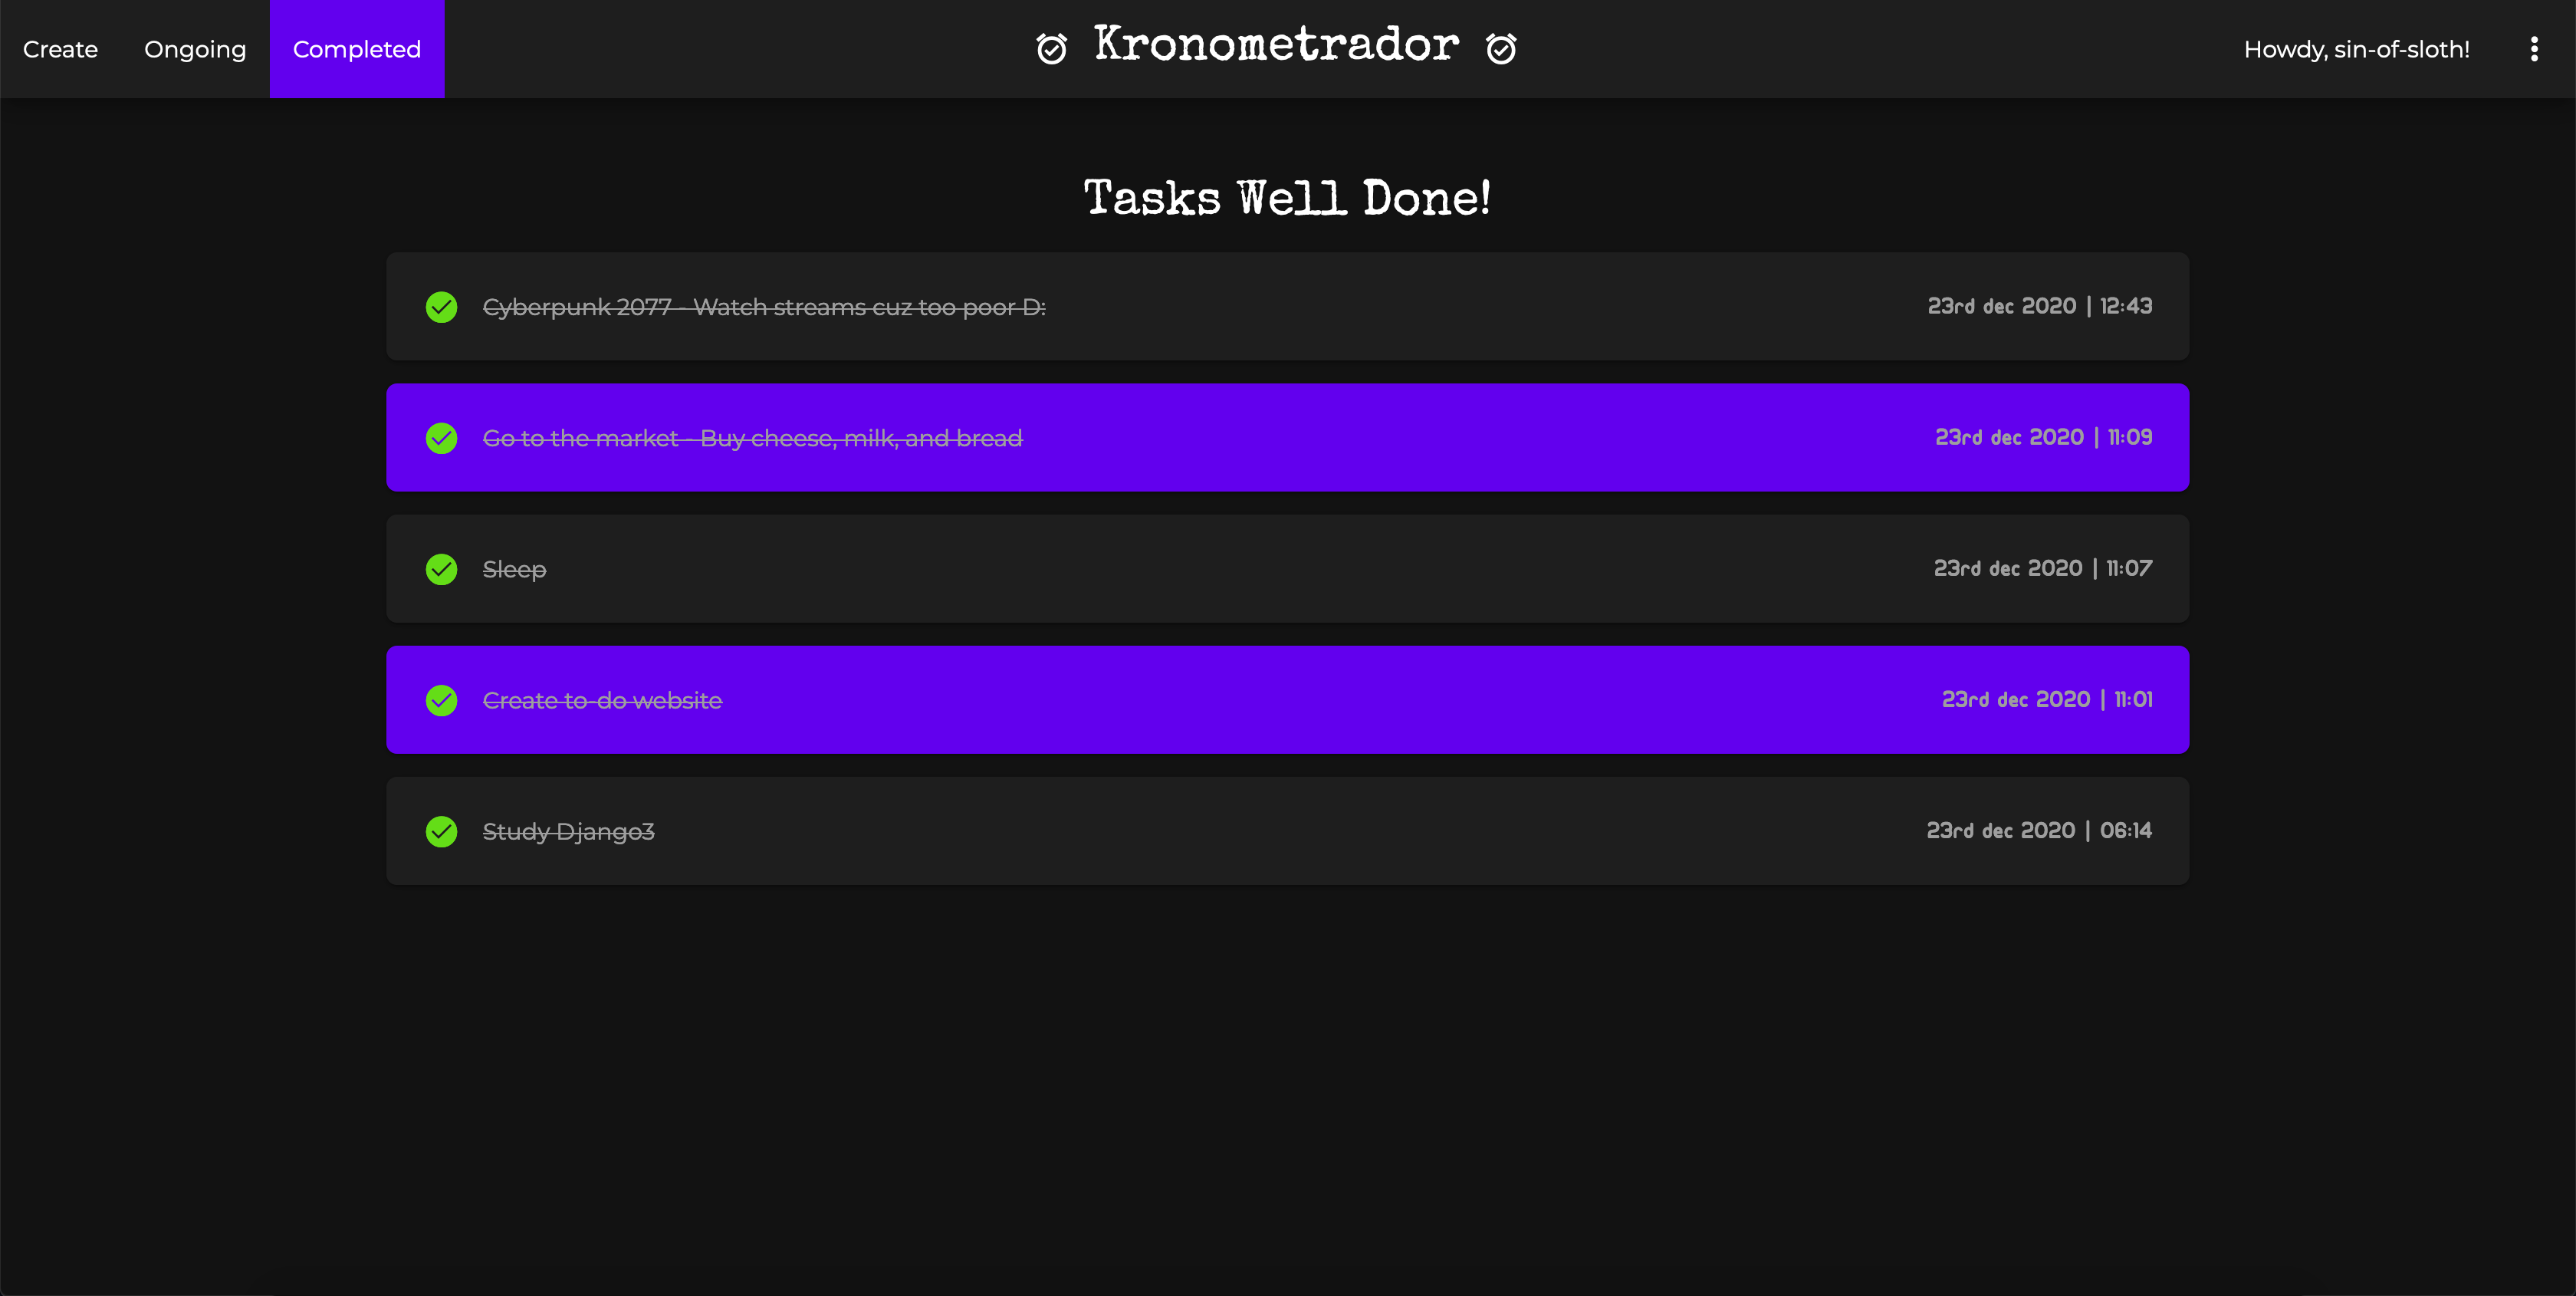 Create Ongoing Completed Kronometrador Howdy, sin-of-sloth!
Tasks Well Done!
Cyberpunk 2077 - Watch streams cuz too poor D: 23rd dec 2020 | 12:43
Go to the market - Buy cheese, milk, and bread 23rd dec 2020 | 11:09
Sleep 23rd dec 2020 | 11:07
Create to-do website 23rd dec 2020 | 11:01
Study Django3 23rd dec 2020 | 06:14